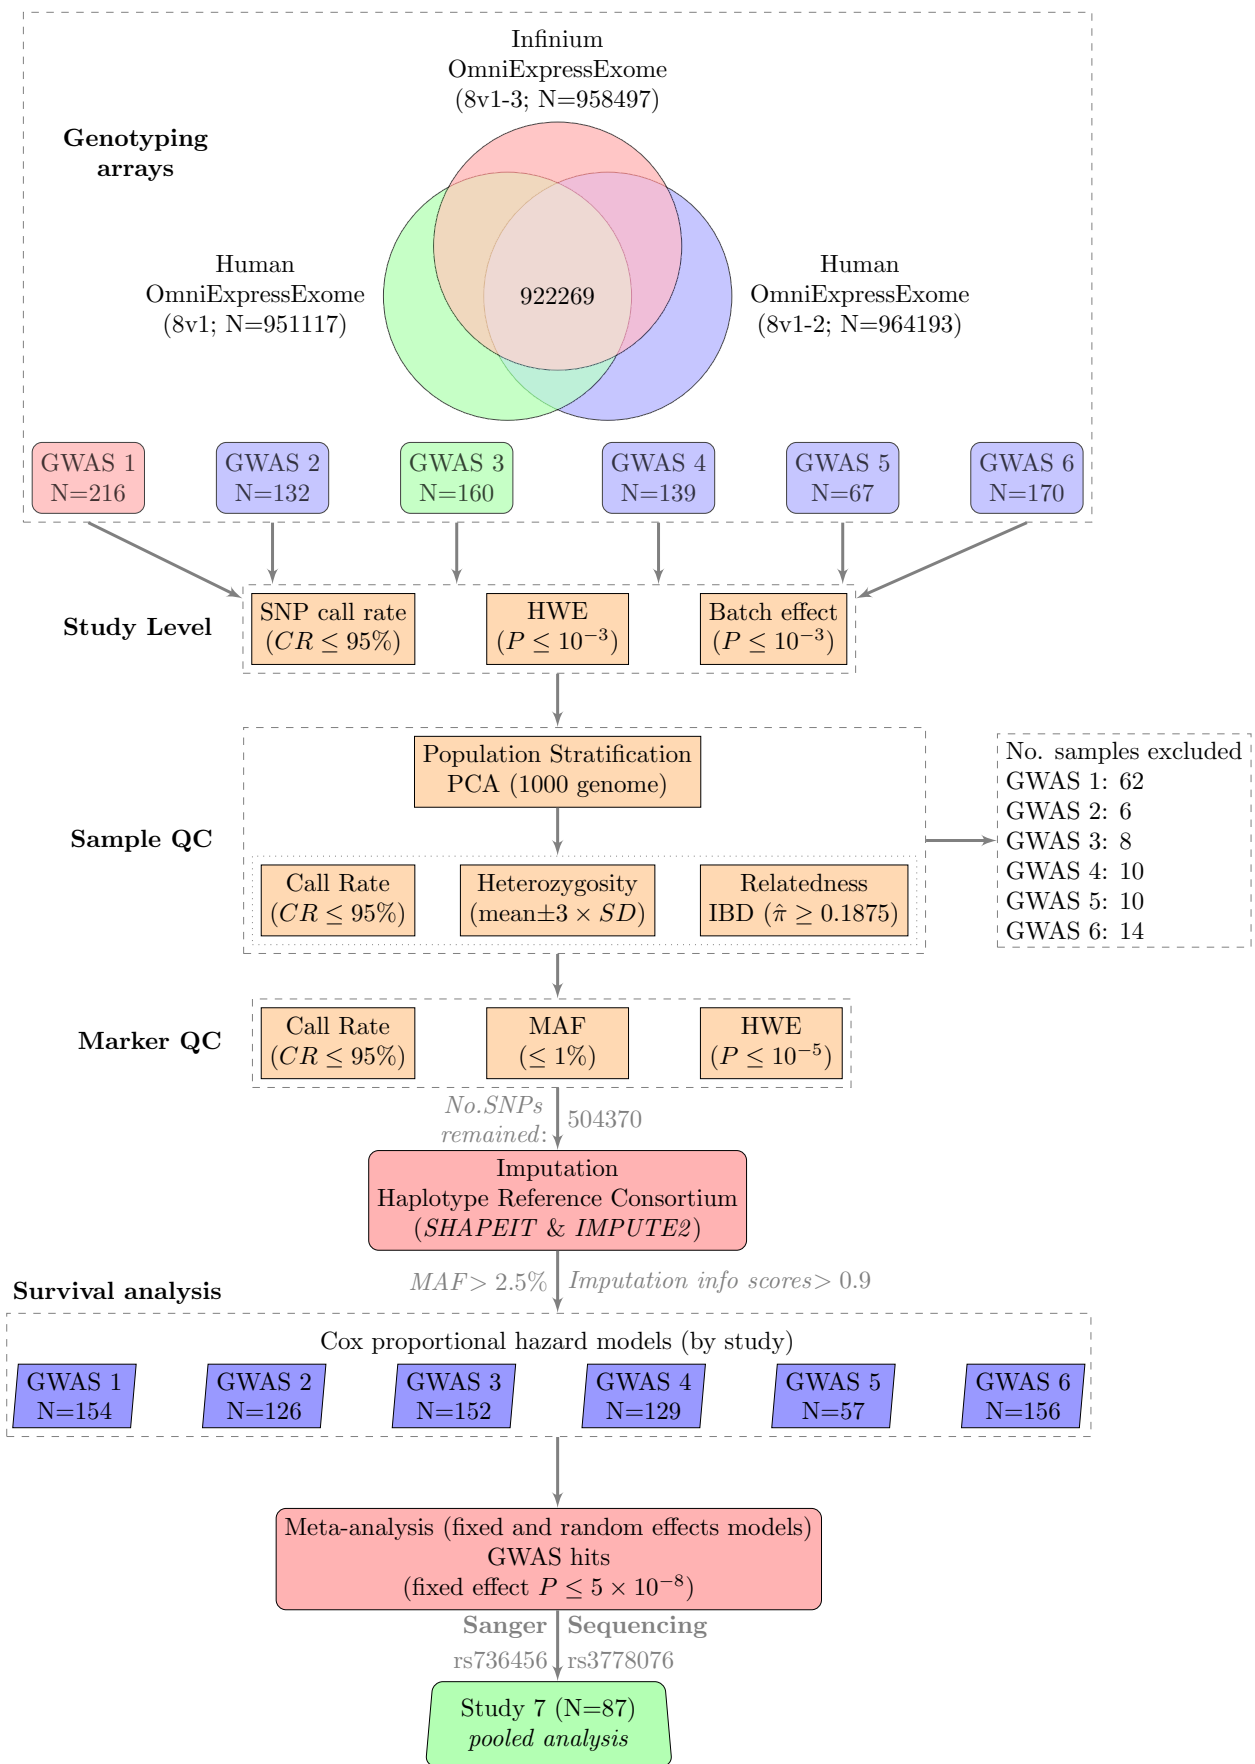 Infinium
OmniExpressExome
(8v1-3; N=958497)
Genotyping
arrays
Human
OmniExpressExome
(8v1; N=951117)
922269
Human
OmniExpressExome
(8v1-2; N=964193)
GWAS 1
N=216
GWAS 2
N=132
GWAS 3
N=160
GWAS 4
N=139
GWAS 5
N=67
GWAS 6
N=170
Study Level
SNP call rate
(CR ≤ 95%)
HWE
(P ≤ 10⁻³)
Batch effect
(P ≤ 10⁻³)
Sample QC
Population Stratification
PCA (1000 genome)
Call Rate
(CR ≤ 95%)
Heterozygosity
(mean±3 × SD)
Relatedness
IBD (π̂ ≥ 0.1875)
No. samples excluded
GWAS 1: 62
GWAS 2: 6
GWAS 3: 8
GWAS 4: 10
GWAS 5: 10
GWAS 6: 14
Marker QC
Call Rate
(CR ≤ 95%)
MAF
(≤ 1%)
HWE
(P ≤ 10⁻⁵)
No.SNPs
remained:
504370
Imputation
Haplotype Reference Consortium
(SHAPEIT & IMPUTE2)
MAF> 2.5%
Imputation info scores> 0.9
Survival analysis
Cox proportional hazard models (by study)
GWAS 1
N=154
GWAS 2
N=126
GWAS 3
N=152
GWAS 4
N=129
GWAS 5
N=57
GWAS 6
N=156
Meta-analysis (fixed and random effects models)
GWAS hits
(fixed effect P ≤ 5 × 10⁻⁸)
Sanger Sequencing
rs736456 rs3778076
Study 7 (N=87)
pooled analysis